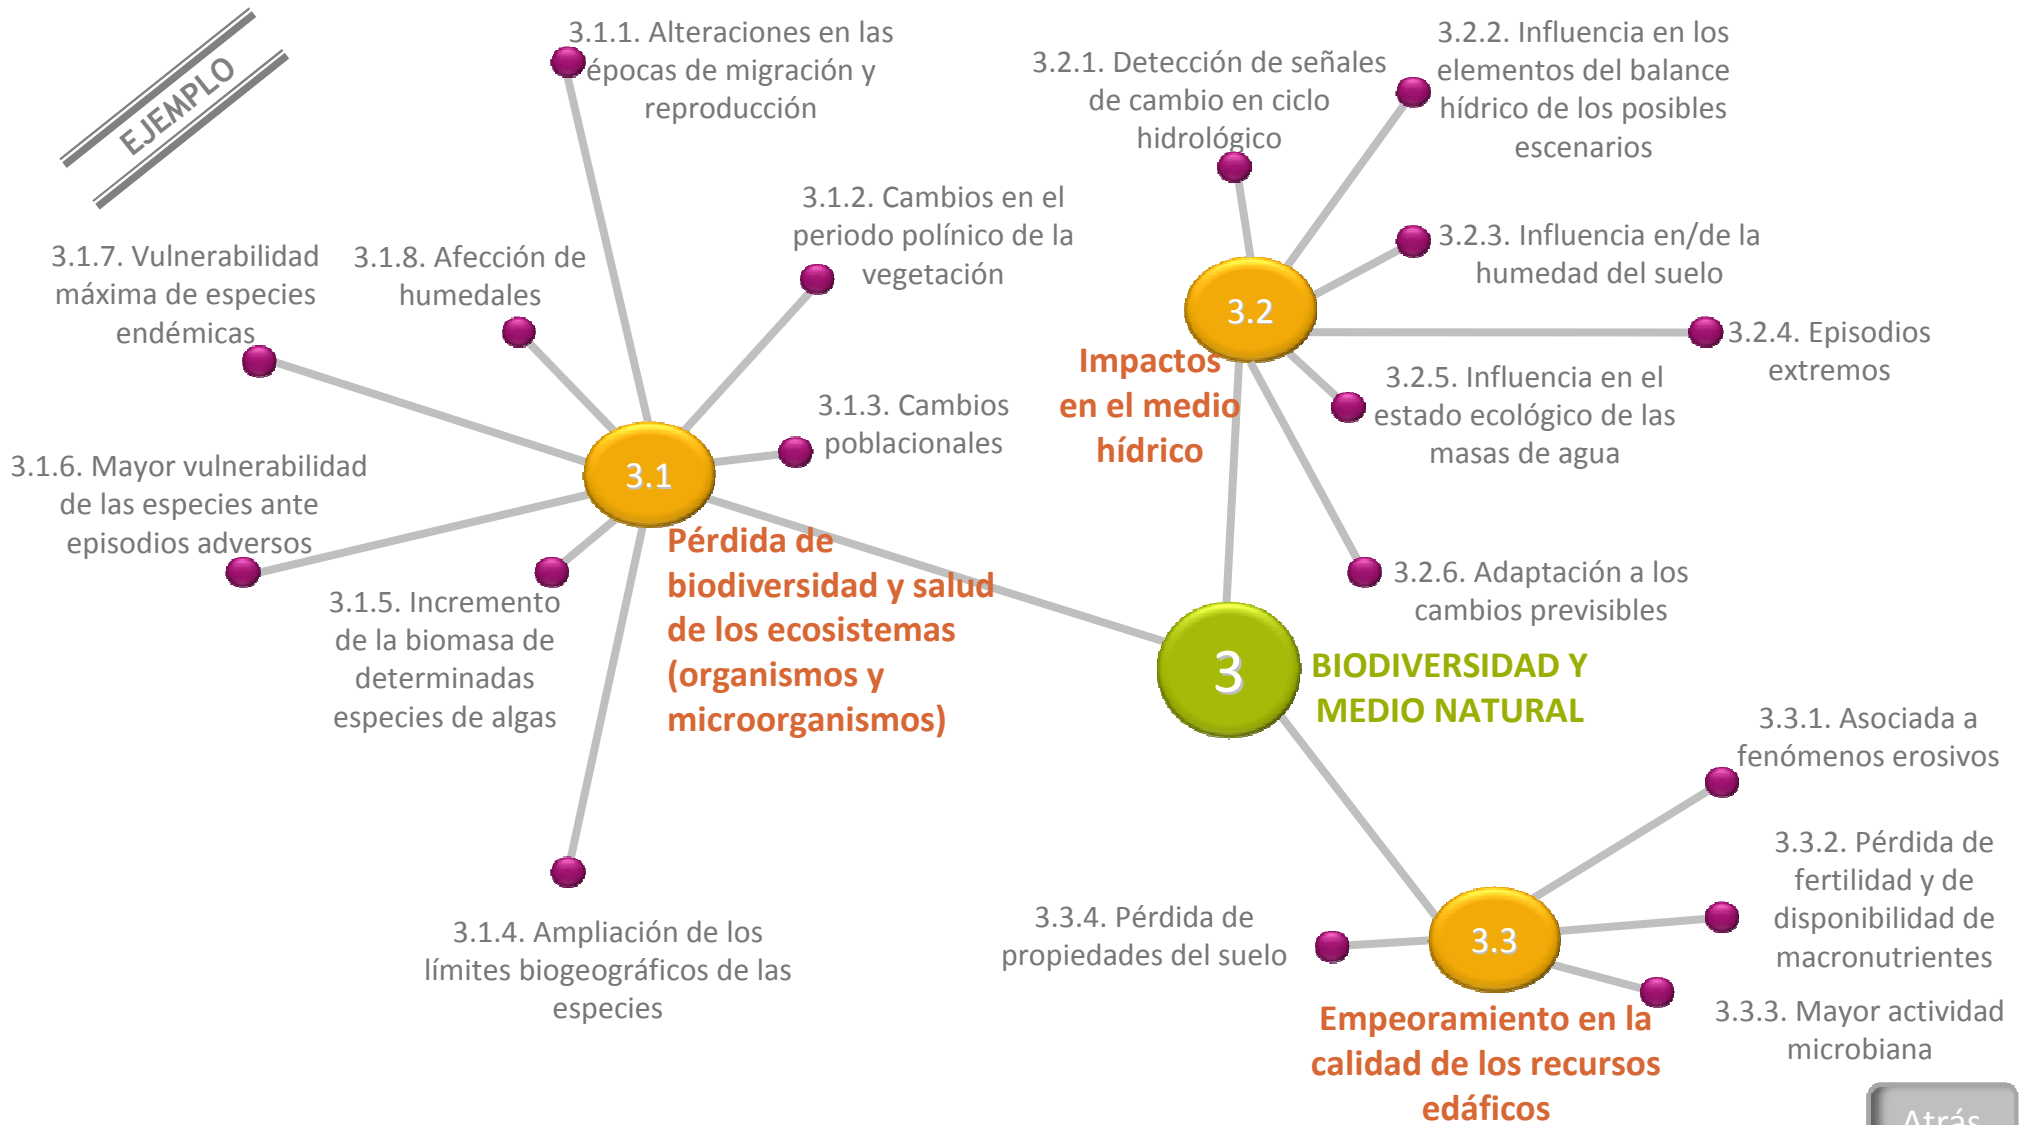 EJEMPLO
3.1.1. Alteraciones en las
épocas de migración y
reproducción
3.1.2. Cambios en el
periodo polínico de la
vegetación
3.1.7. Vulnerabilidad
máxima de especies
endémicas
3.1.8. Afección de
humedales
3.1.3. Cambios
poblacionales
3.1
3.1.6. Mayor vulnerabilidad
de las especies ante
episodios adversos
3.1.5. Incremento
de la biomasa de
determinadas
especies de algas
Pérdida de
biodiversidad y salud
de los ecosistemas
(organismos y
microorganismos)
3.1.4. Ampliación de los
límites biogeográficos de las
especies
3.2.1. Detección de señales
de cambio en ciclo
hidrológico
3.2.2. Influencia en los
elementos del balance
hídrico de los posibles
escenarios
3.2.3. Influencia en/de la
humedad del suelo
3.2
Impactos
en el medio
hídrico
3.2.4. Episodios
extremos
3.2.5. Influencia en el
estado ecológico de las
masas de agua
3.2.6. Adaptación a los
cambios previsibles
3
BIODIVERSIDAD Y
MEDIO NATURAL
3.3.1. Asociada a
fenómenos erosivos
3.3.2. Pérdida de
fertilidad y de
disponibilidad de
macronutrientes
3.3.4. Pérdida de
propiedades del suelo
3.3
3.3.3. Mayor actividad
microbiana
Empeoramiento en la
calidad de los recursos
edáficos
Atrás